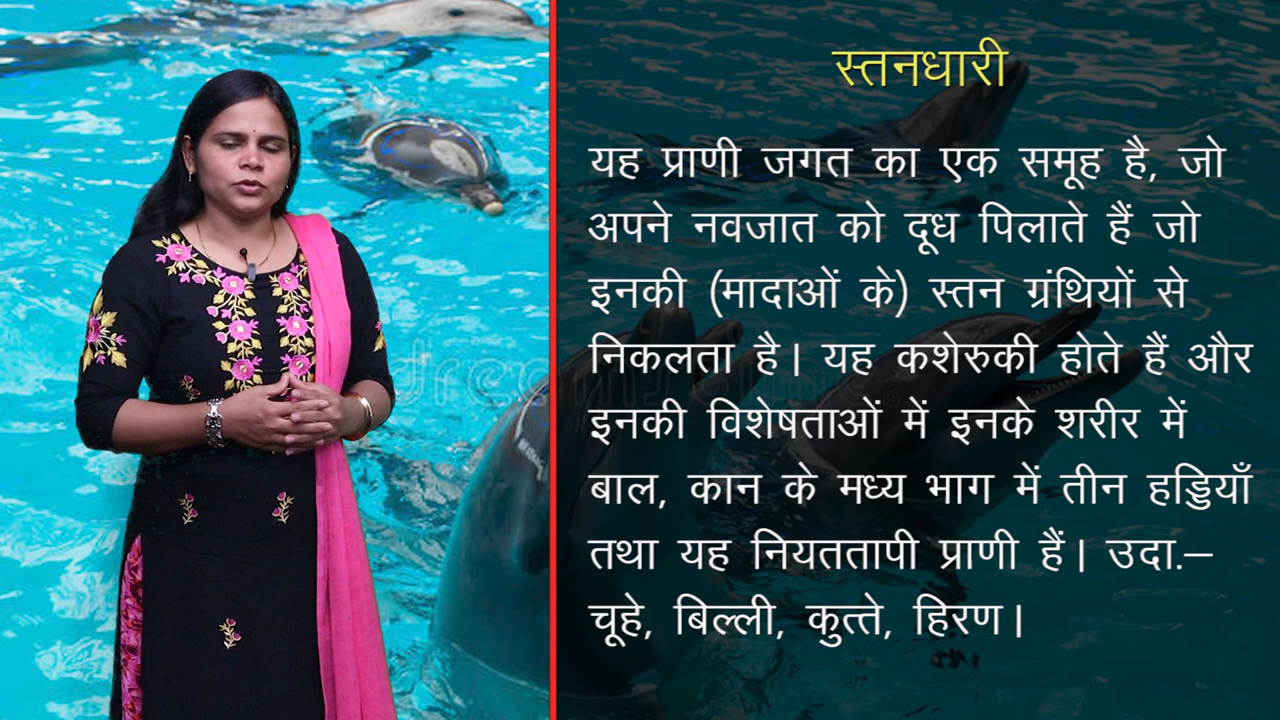 स्तनधारी
यह प्राणी जगत का एक समूह है, जो
अपने नवजात को दूध पिलाते हैं जो
इनकी (मादाओं के) स्तन ग्रंथियों से
निकलता है। यह कशेरुकी होते हैं और
इनकी विशेषताओं में इनके शरीर में
बाल, कान के मध्य भाग में तीन हड्डियाँ
तथा यह नियततापी प्राणी हैं। उदा.–
चूहे, बिल्ली, कुत्ते, हिरण।